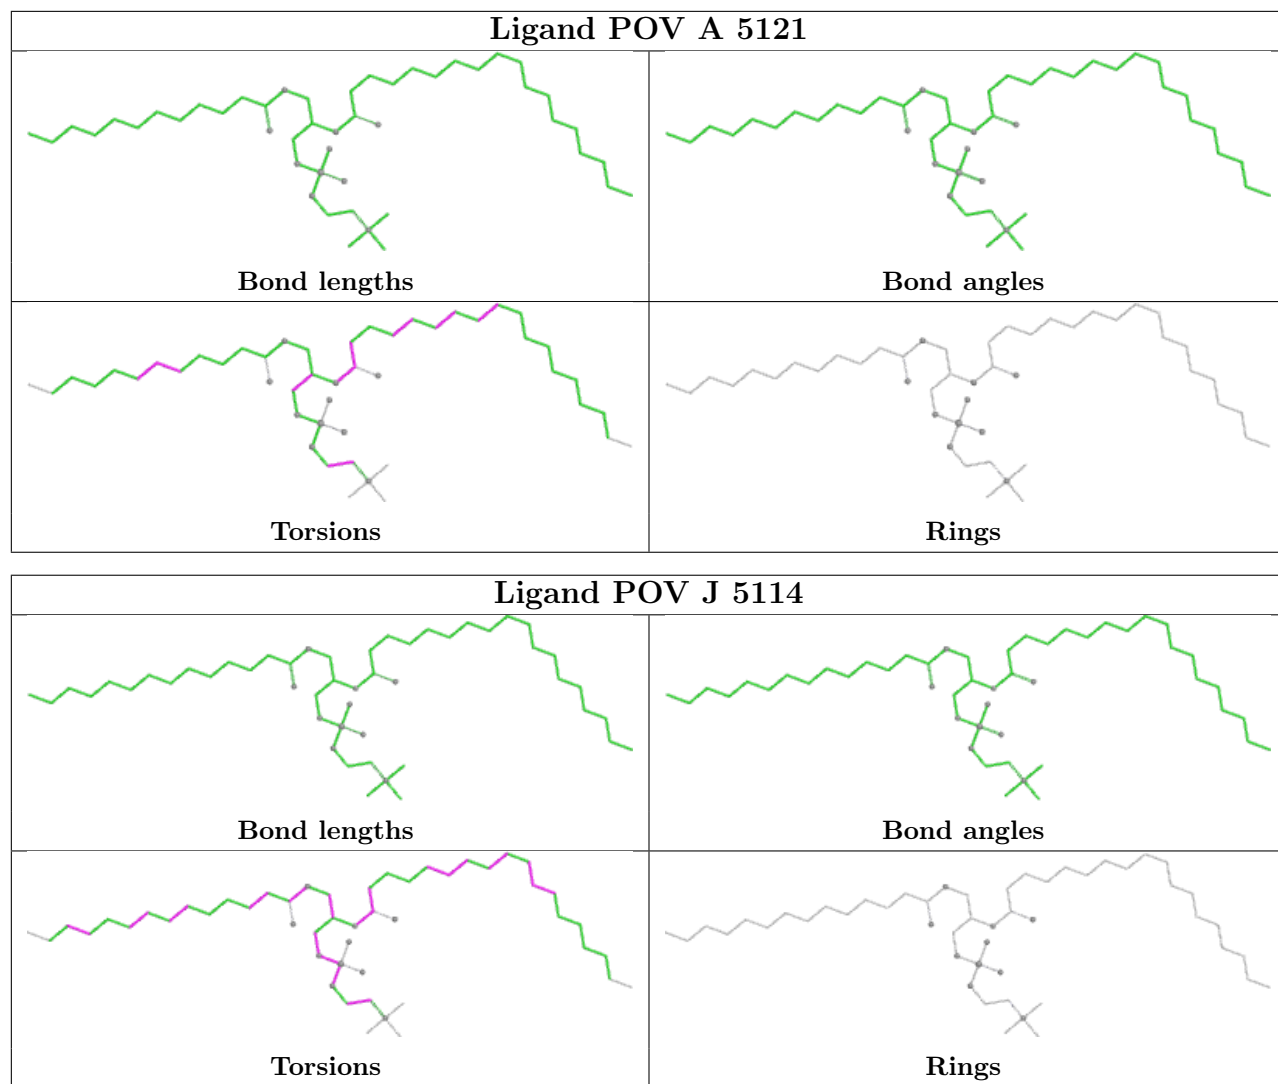 Ligand POV A 5121
Bond lengths
Bond angles
Torsions
Rings
Ligand POV J 5114
Bond lengths
Bond angles
Torsions
Rings